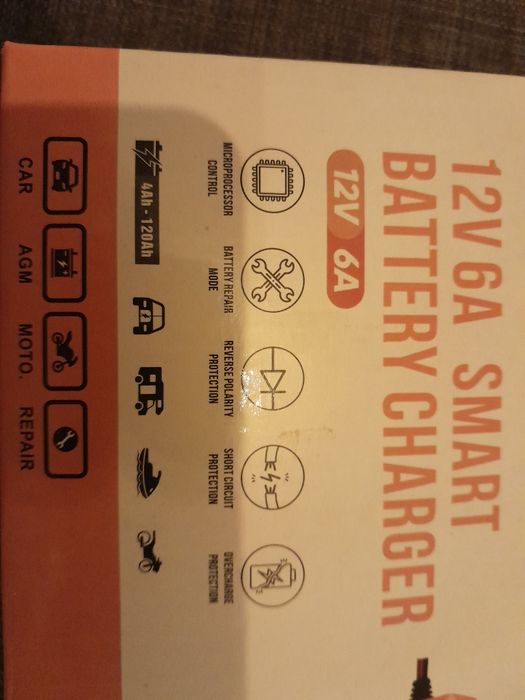 12V 6A SMART
BATTERY CHARGER
12V 6A
MICROPROCESSOR
CONTROL
BATTERY REPAIR
MODE
REVERSE POLARITY
PROTECTION
SHORT CIRCUIT
PROTECTION
OVERCHARGE
PROTECTION
4Ah - 120Ah
CAR
AGM
MOTO.
REPAIR